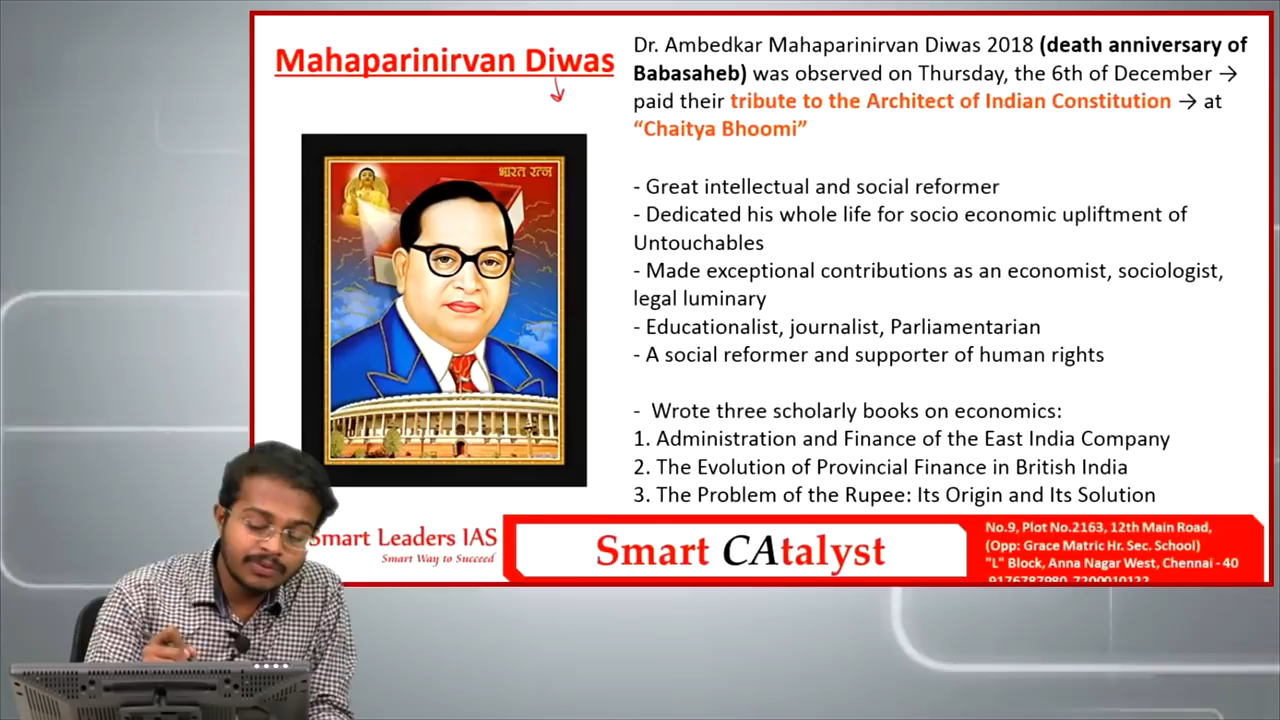 Mahaparinirvan Diwas
भारत रत्न
Dr. Ambedkar Mahaparinirvan Diwas 2018 (death anniversary of
Babasaheb) was observed on Thursday, the 6th of December →
paid their tribute to the Architect of Indian Constitution → at
“Chaitya Bhoomi”
- Great intellectual and social reformer
- Dedicated his whole life for socio economic upliftment of
Untouchables
- Made exceptional contributions as an economist, sociologist,
legal luminary
- Educationalist, journalist, Parliamentarian
- A social reformer and supporter of human rights
- Wrote three scholarly books on economics:
1. Administration and Finance of the East India Company
2. The Evolution of Provincial Finance in British India
3. The Problem of the Rupee: Its Origin and Its Solution
Smart Leaders IAS
Smart Way to Succeed
Smart CAtalyst
No.9, Plot No.2163, 12th Main Road,
(Opp: Grace Matric Hr. Sec. School)
"L" Block, Anna Nagar West, Chennai - 40